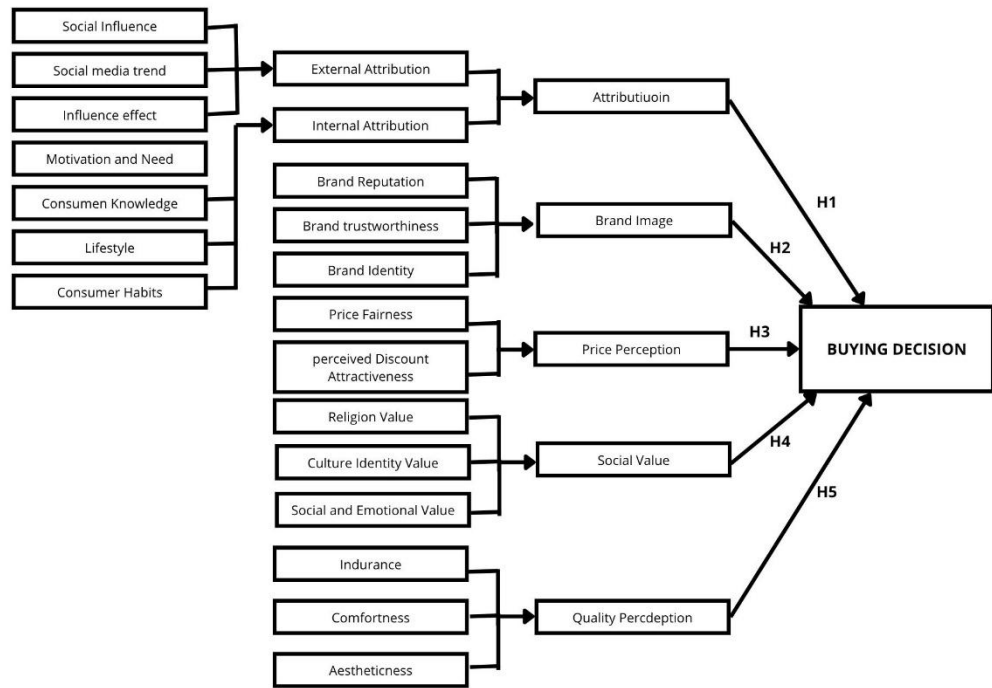 Social Influence
Social media trend
Influence effect
Motivation and Need
Consumen Knowledge
Lifestyle
Consumer Habits
External Attribution
Internal Attribution
Brand Reputation
Brand trustworthiness
Brand Identity
Price Fairness
perceived Discount
Attractiveness
Religion Value
Culture Identity Value
Social and Emotional Value
Indurance
Comfortness
Aestheticness
Attributiuoin
Brand Image
Price Perception
Social Value
Quality Percdeption
H1
H2
H3
H4
H5
BUYING DECISION